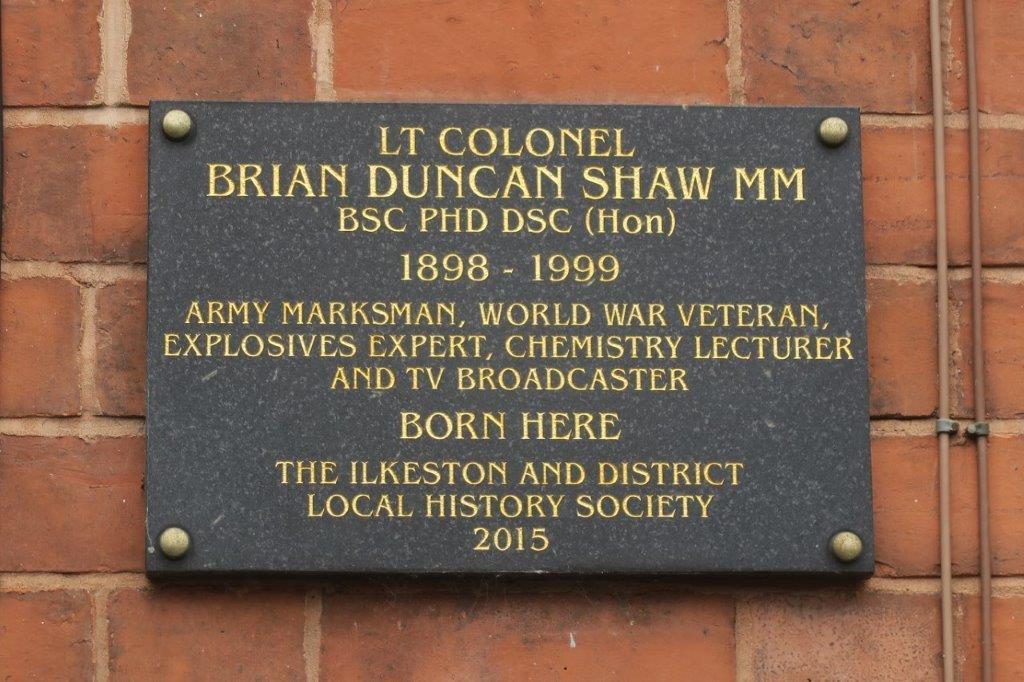 LT COLONEL
BRIAN DUNCAN SHAW MM
BSC PHD DSC (Hon)
1898 - 1999
ARMY MARKSMAN, WORLD WAR VETERAN,
EXPLOSIVES EXPERT, CHEMISTRY LECTURER
AND TV BROADCASTER
BORN HERE
THE ILKESTON AND DISTRICT
LOCAL HISTORY SOCIETY
2015